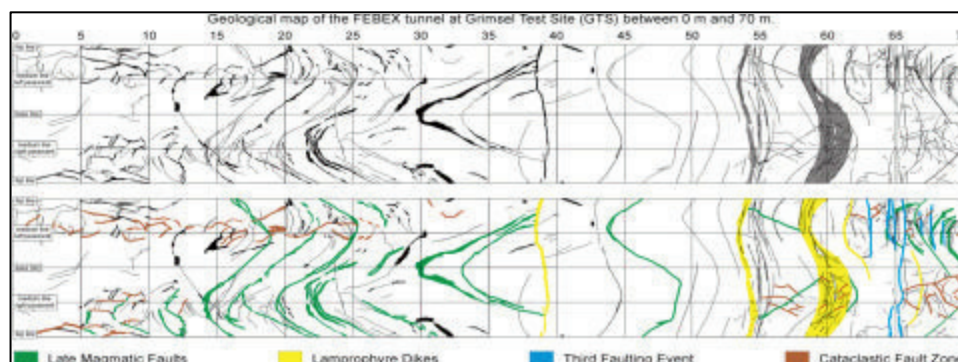 Geological map of the FEBEX tunnel at Grimsel Test Site (GTS) between 0 m and 70 m.
0 5 10 15 20 25 30 35 40 45 50 55 60 65
Late Magmatic Faults Lamprophyre Dikes Third Faulting Event Cataclastic Fault Zone